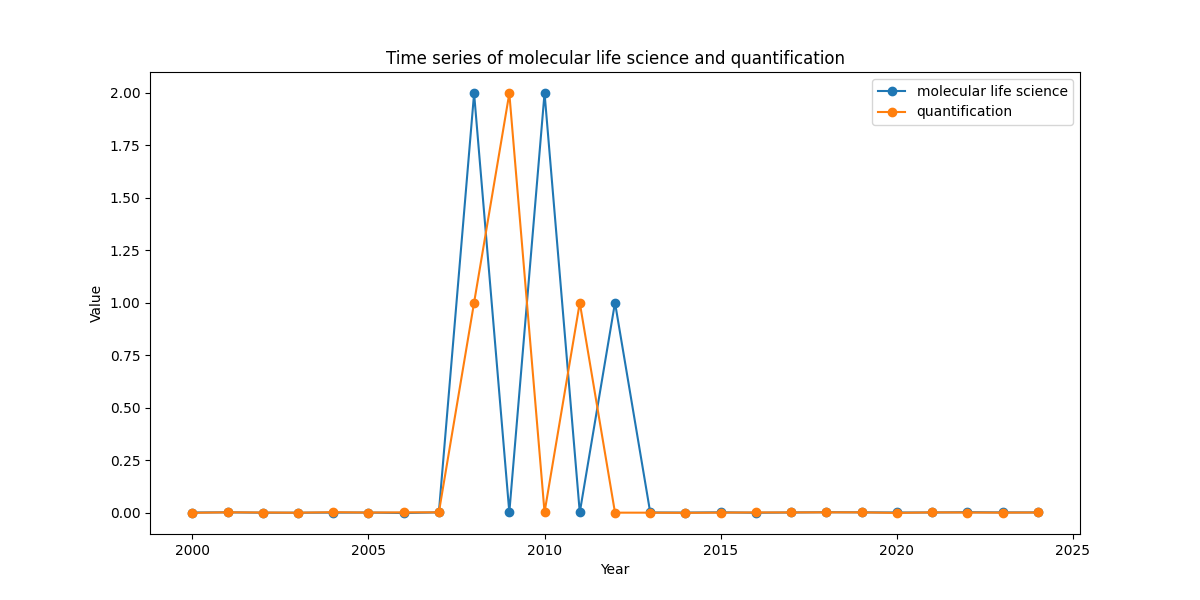 Time series of molecular life science and quantification
molecular life science
quantification
2.00
1.75
1.50
1.25
1.00
0.75
0.50
0.25
0.00
Value
2000 2005 2010 2015 2020 2025
Year